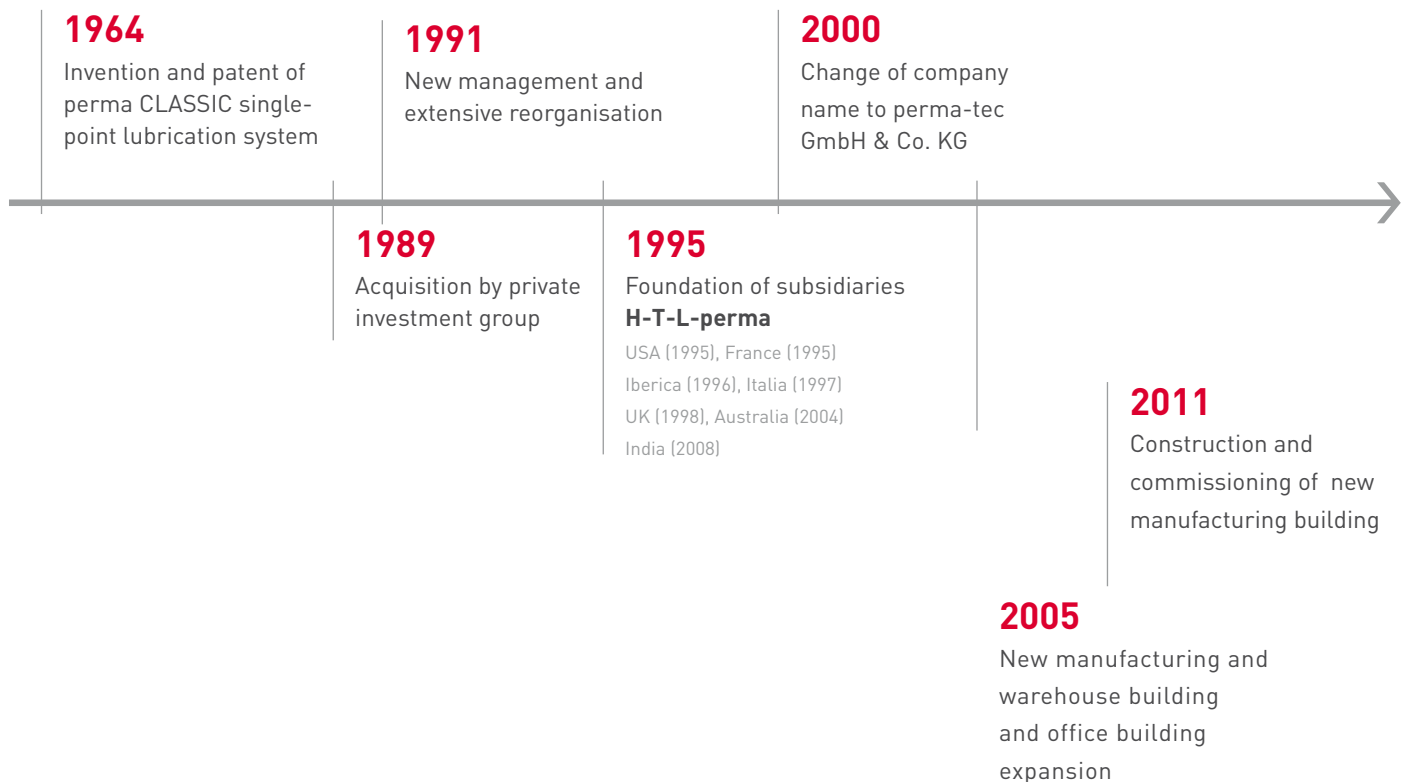 1964
Invention and patent of
perma CLASSIC single-
point lubrication system
1991
New management and
extensive reorganisation
2000
Change of company
name to perma-tec
GmbH & Co. KG
1989
Acquisition by private
investment group
1995
Foundation of subsidiaries
H-T-L-perma
USA (1995), France (1995)
Iberica (1996), Italia (1997)
UK (1998), Australia (2004)
India (2008)
2011
Construction and
commissioning of new
manufacturing building
2005
New manufacturing and
warehouse building
and office building
expansion